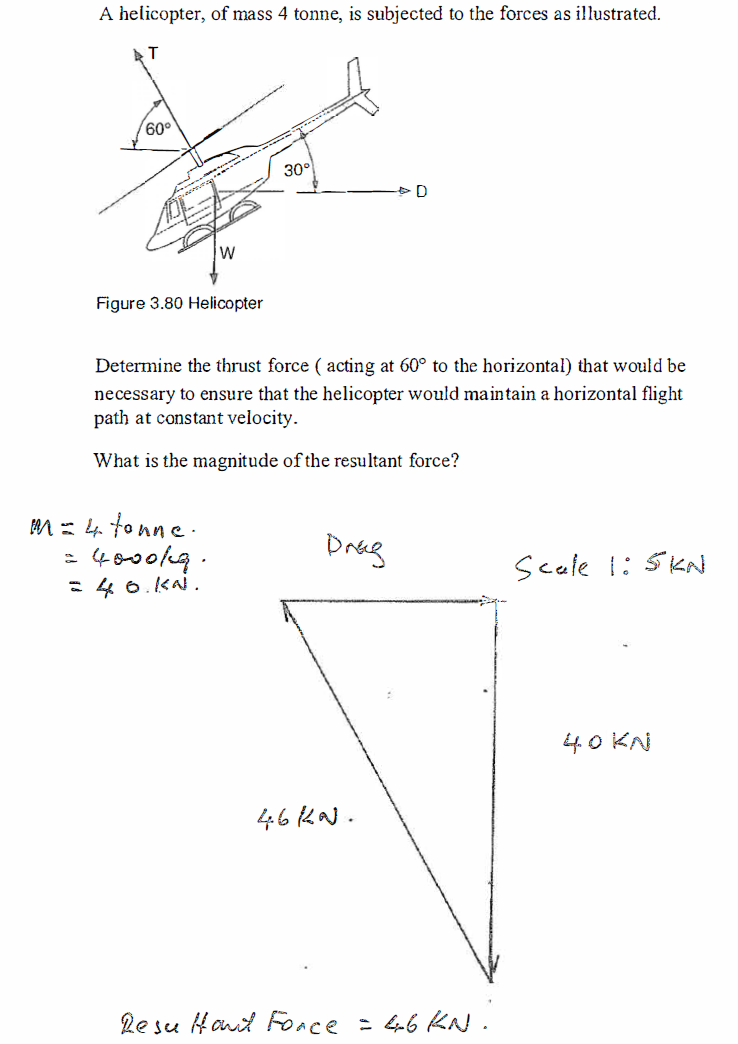 A helicopter, of mass 4 tonne, is subjected to the forces as illustrated.
T
60°
30°
D
W
Figure 3.80 Helicopter
Determine the thrust force ( acting at 60° to the horizontal) that would be
necessary to ensure that the helicopter would maintain a horizontal flight
path at constant velocity.
What is the magnitude of the resultant force?
M = 4 tonne.
= 4000kg.
= 40.KN.
Drag
Scale 1: 5KN
40KN
46KN.
Resultant Force = 46KN.